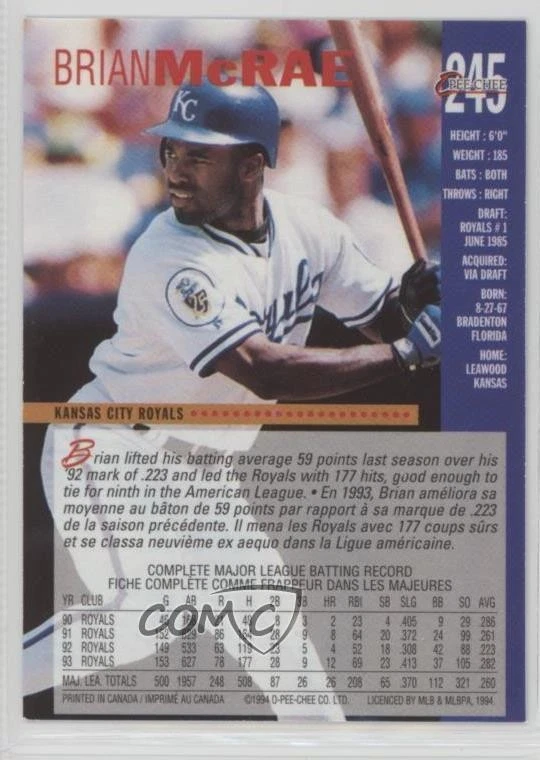 BRIAN McRAE
245
O-PEE-CHEE
KC
Royals
25
HEIGHT : 6'0"
WEIGHT : 185
BATS : BOTH
THROWS : RIGHT
DRAFT:
ROYALS # 1
JUNE 1985
ACQUIRED:
VIA DRAFT
BORN:
8-27-67
BRADENTON
FLORIDA
HOME:
LEAWOOD
KANSAS
KANSAS CITY ROYALS
Brian lifted his batting average 59 points last season over his
'92 mark of .223 and led the Royals with 177 hits, good enough to
tie for ninth in the American League. • En 1993, Brian améliora sa
moyenne au bâton de 59 points par rapport à sa marque de .223
de la saison précédente. Il mena les Royals avec 177 coups sûrs
et se classa neuvième ex aequo dans la Ligue américaine.
COMPLETE MAJOR LEAGUE BATTING RECORD
FICHE COMPLÈTE COMME FRAPPEUR DANS LES MAJEURES
YR CLUB G AB R H 2B 3B HR RBI SB SLG BB SO AVG
90 ROYALS 46 168 49 8 3 2 23 4 .405 9 29 .286
91 ROYALS 152 629 86 164 28 9 8 64 20 .372 24 99 .261
92 ROYALS 149 533 63 119 23 5 4 52 18 .308 42 88 .223
93 ROYALS 153 627 78 177 28 9 12 69 23 .413 37 105 .282
MAJ. LEA. TOTALS 500 1957 248 508 87 26 26 208 65 .370 112 321 .260
PRINTED IN CANADA / IMPRIMÉ AU CANADA ©1994 O-PEE-CHEE CO. LTD. LICENCED BY MLB & MLBPA, 1994
COMC